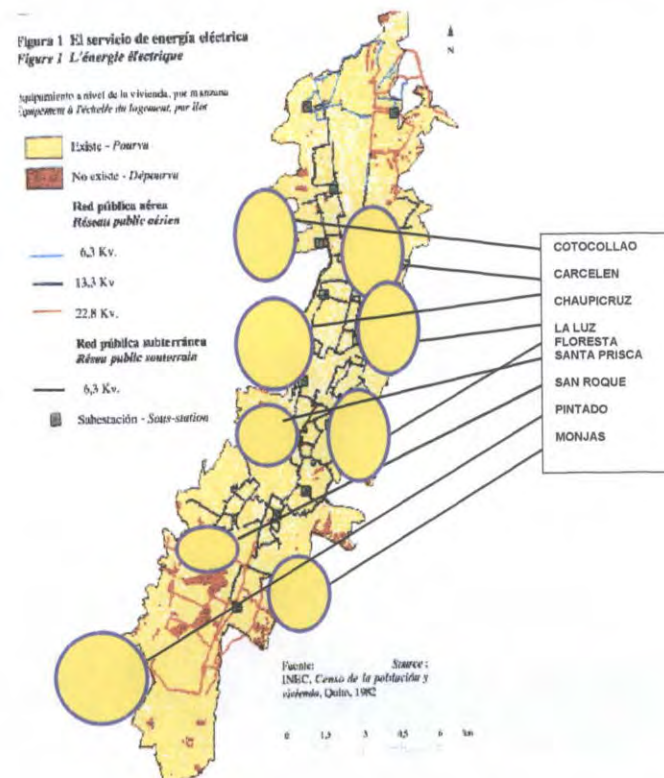 Figura 1 El servicio de energía eléctrica
Figure 1 L'énergie électrique
N
Equipamiento a nivel de la vivienda, por manzana
Equipement à l'échelle du logement, par îlot
Existe - Pourvu
No existe - Dépourvu
Red pública aérea
Réseau public aérien
6,3 Kv.
13,3 Kv.
22,8 Kv.
Red pública subterránea
Réseu public souterrain
6,3 Kv.
Subestación - Sous-station
COTOCOLLAO
CARCELEN
CHAUPICRUZ
LA LUZ
FLORESTA
SANTA PRISCA
SAN ROQUE
PINTADO
MONJAS
Fuente: Source :
INEC, Censo de la población y
vivienda, Quito, 1982
0 1,5 3 4,5 6 km